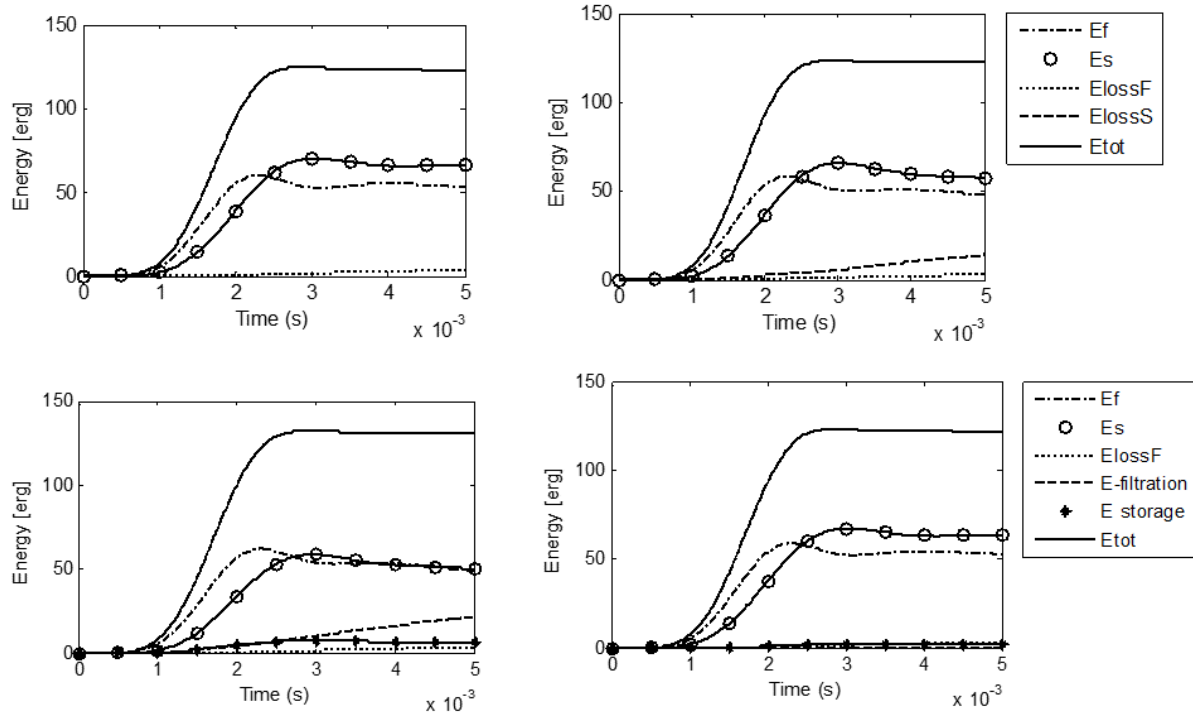 150
100
50
0
Energy [erg]
0 1 2 3 4 5
Time (s)
x 10-3
150
100
50
0
Energy [erg]
0 1 2 3 4 5
Time (s)
x 10-3
Ef
Es
ElossF
ElossS
Etot
150
100
50
0
Energy [erg]
0 1 2 3 4 5
Time (s)
x 10-3
150
100
50
0
Energy [erg]
0 1 2 3 4 5
Time (s)
x 10-3
Ef
Es
ElossF
E-filtration
E storage
Etot